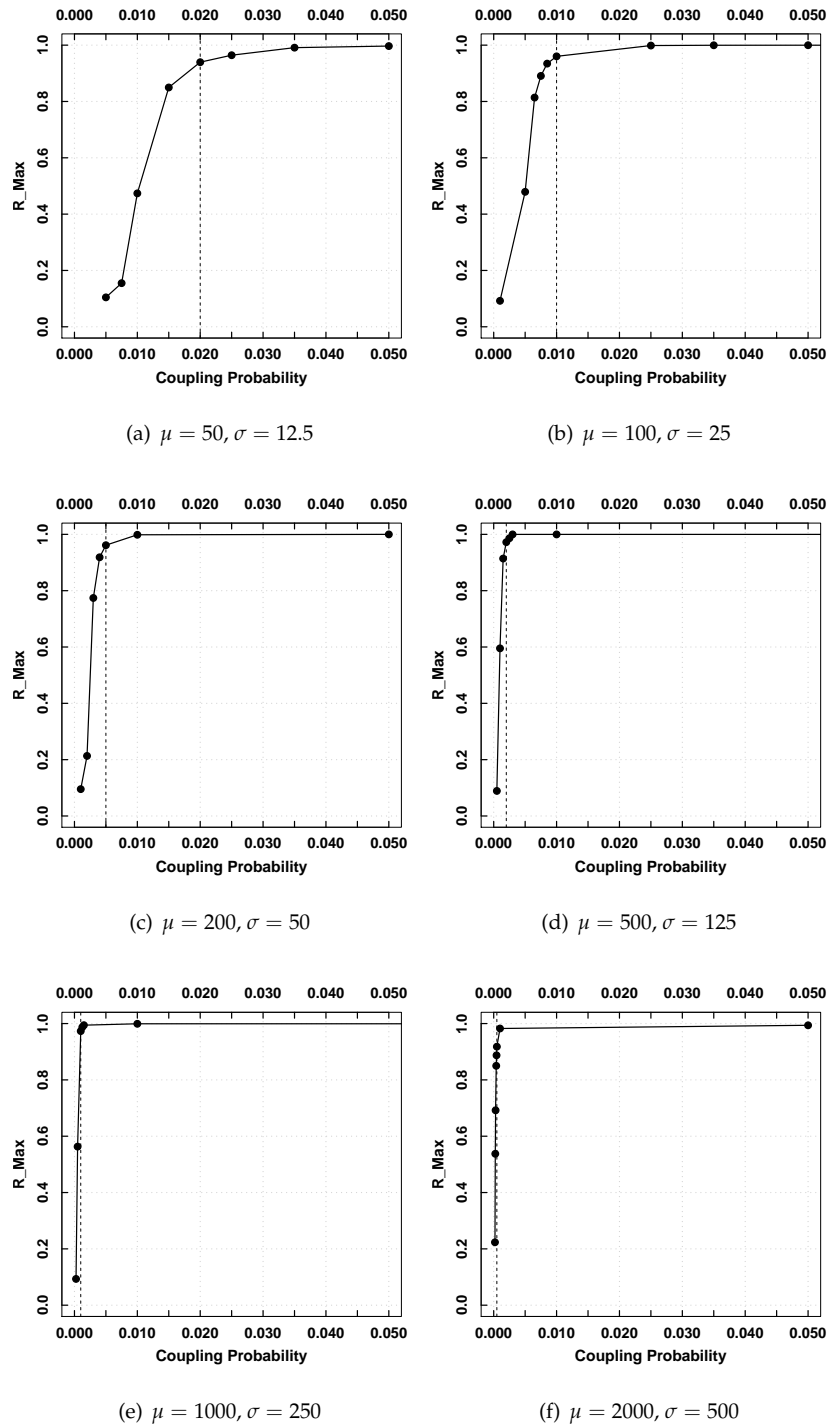 0.000 0.010 0.020 0.030 0.040 0.050
0.0 0.2 0.4 0.6 0.8 1.0
R_Max
0.000 0.010 0.020 0.030 0.040 0.050
Coupling Probability
(a) μ = 50, σ = 12.5
0.000 0.010 0.020 0.030 0.040 0.050
0.0 0.2 0.4 0.6 0.8 1.0
R_Max
0.000 0.010 0.020 0.030 0.040 0.050
Coupling Probability
(b) μ = 100, σ = 25
0.000 0.010 0.020 0.030 0.040 0.050
0.0 0.2 0.4 0.6 0.8 1.0
R_Max
0.000 0.010 0.020 0.030 0.040 0.050
Coupling Probability
(c) μ = 200, σ = 50
0.000 0.010 0.020 0.030 0.040 0.050
0.0 0.2 0.4 0.6 0.8 1.0
R_Max
0.000 0.010 0.020 0.030 0.040 0.050
Coupling Probability
(d) μ = 500, σ = 125
0.000 0.010 0.020 0.030 0.040 0.050
0.0 0.2 0.4 0.6 0.8 1.0
R_Max
0.000 0.010 0.020 0.030 0.040 0.050
Coupling Probability
(e) μ = 1000, σ = 250
0.000 0.010 0.020 0.030 0.040 0.050
0.0 0.2 0.4 0.6 0.8 1.0
R_Max
0.000 0.010 0.020 0.030 0.040 0.050
Coupling Probability
(f) μ = 2000, σ = 500